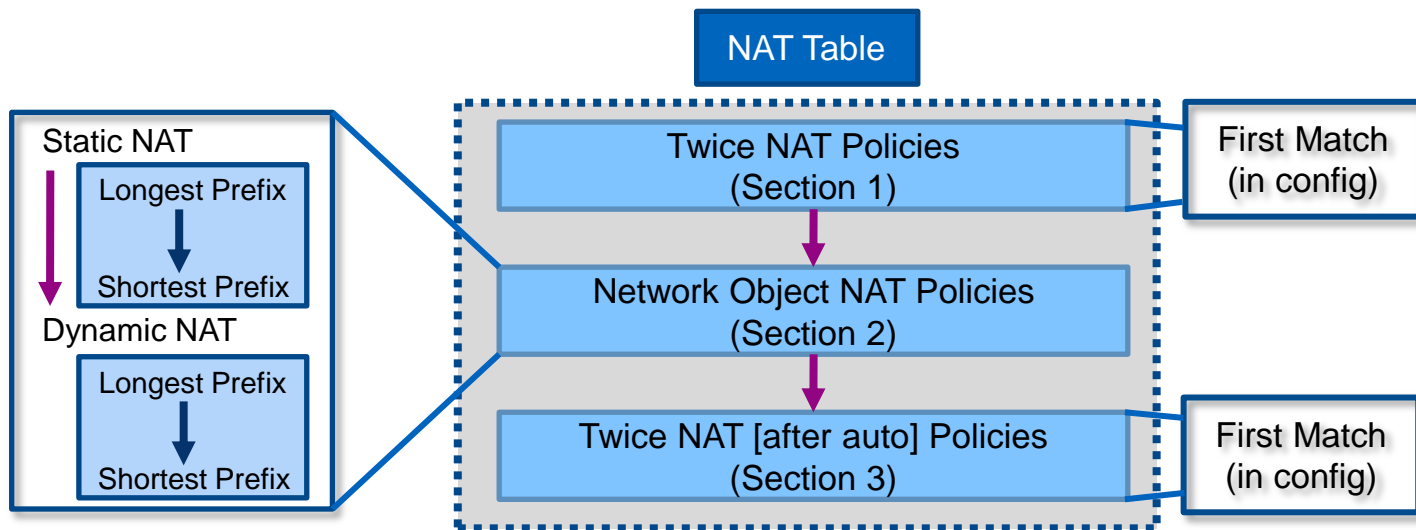 NAT Table
Static NAT
Longest Prefix
Shortest Prefix
Dynamic NAT
Longest Prefix
Shortest Prefix
Twice NAT Policies
(Section 1)
Network Object NAT Policies
(Section 2)
Twice NAT [after auto] Policies
(Section 3)
First Match
(in config)
First Match
(in config)